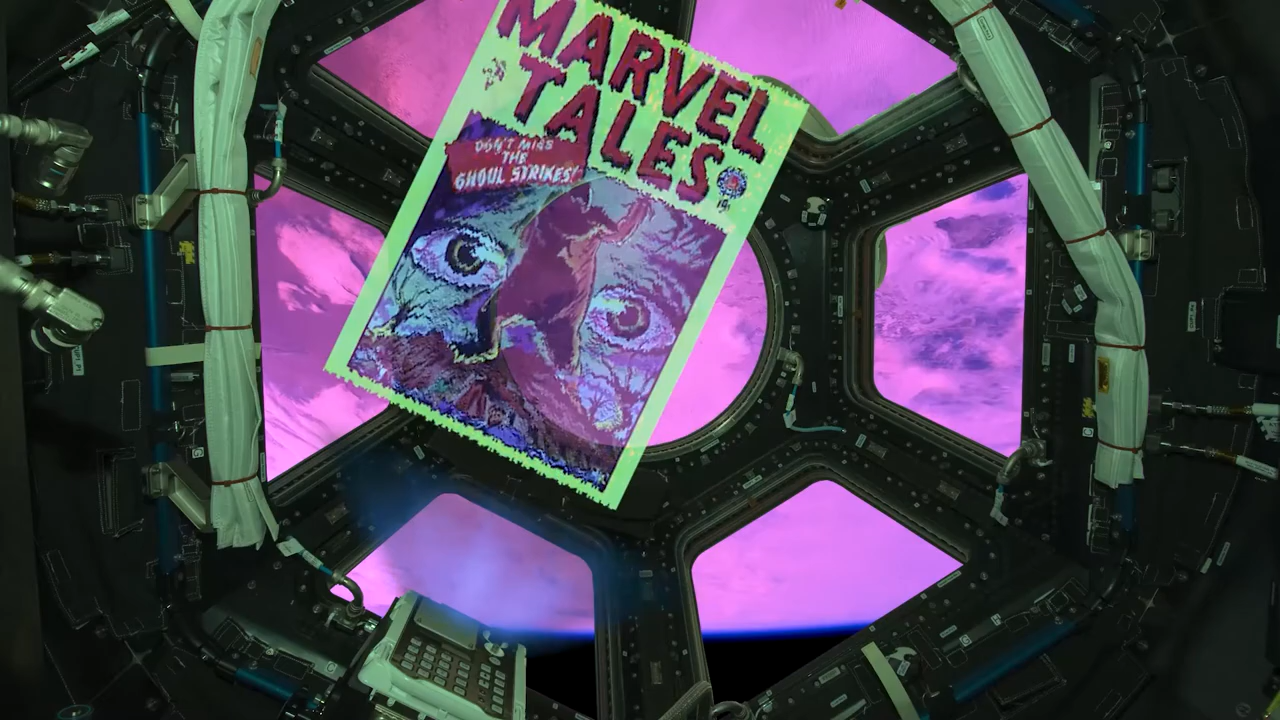 MARVEL
TALES
DON'T MISS
THE
GHOUL STRIKES!